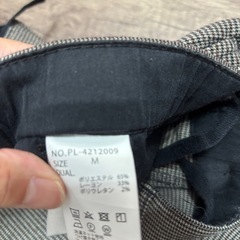 NO.PL-4212009
SIZE M
QUAL.
ポリエステル 65%
レーヨン 33%
ポリウレタン 2%